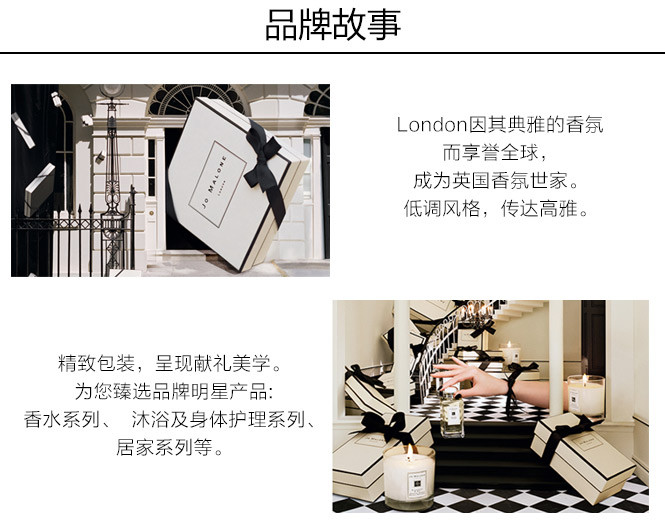 品牌故事
JO MALONE
LONDON
London因其典雅的香氛
而享誉全球，
成为英国香氛世家。
低调风格，传达高雅。
精致包装，呈现献礼美学。
为您臻选品牌明星产品：
香水系列、 沐浴及身体护理系列、
居家系列等。